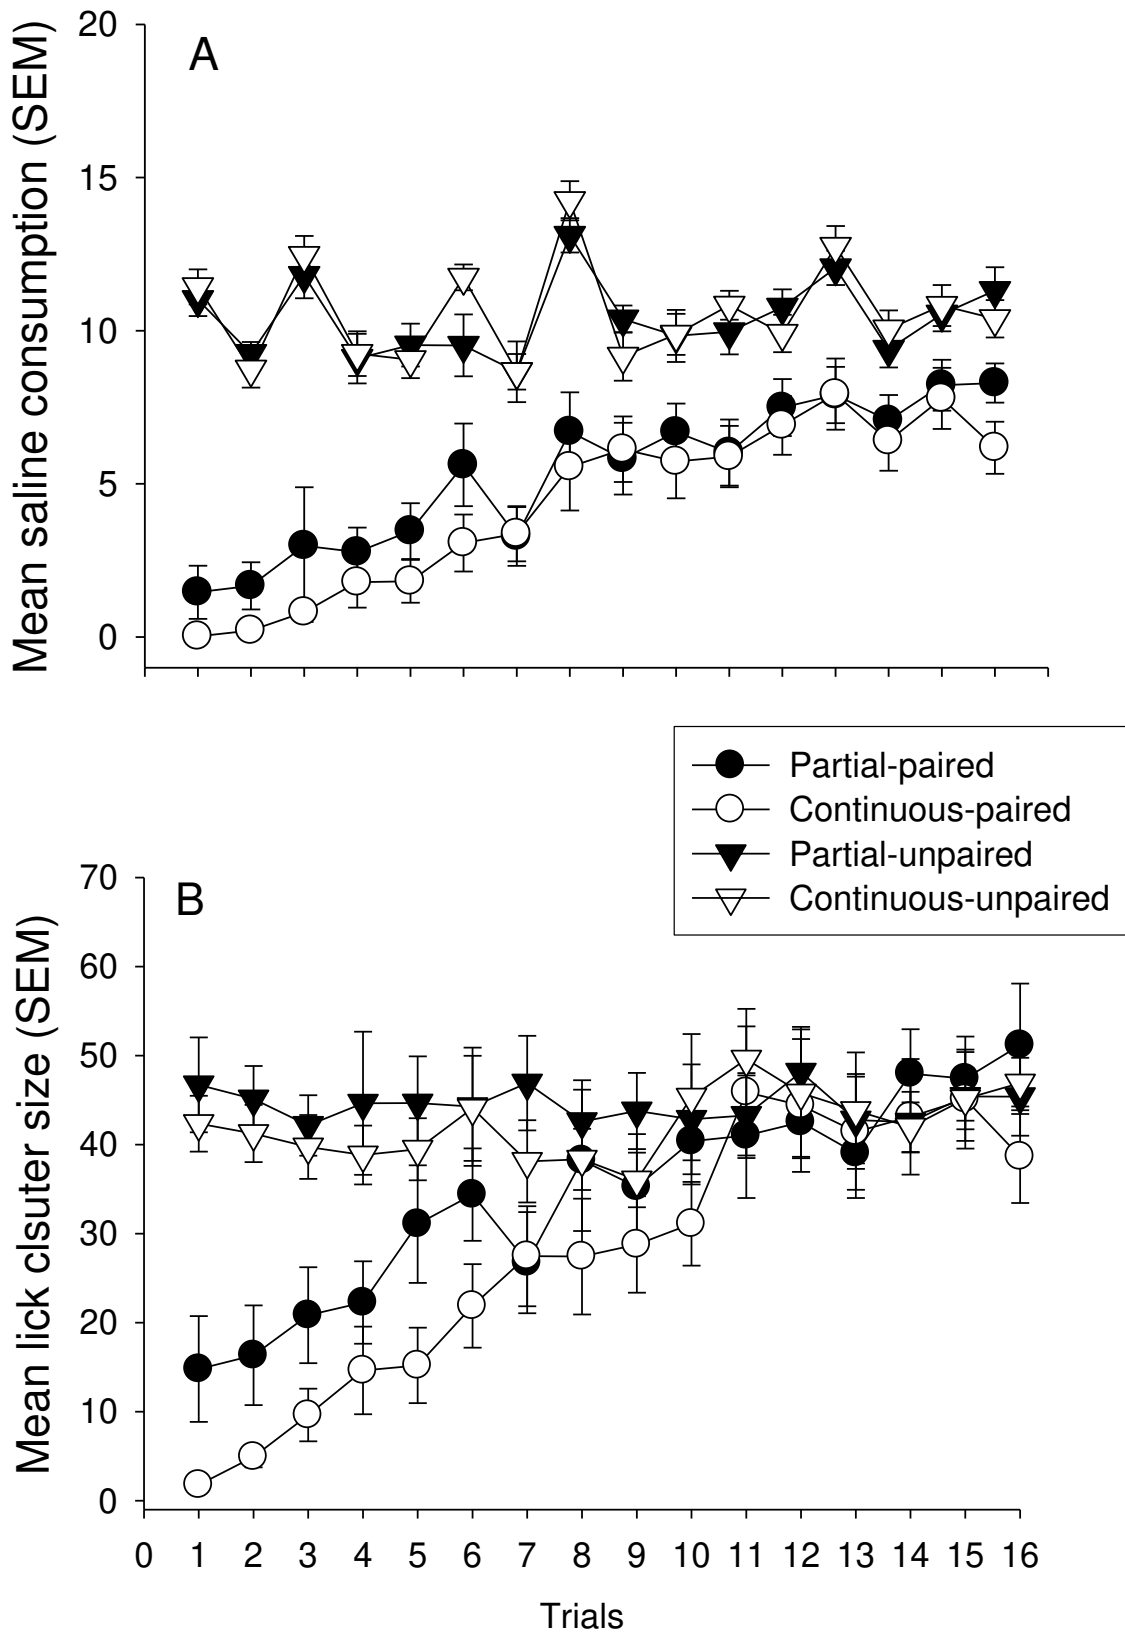 A
Mean saline consumption (SEM)
20
15
10
5
0
Partial-paired
Continuous-paired
Partial-unpaired
Continuous-unpaired
B
Mean lick clsuter size (SEM)
70
60
50
40
30
20
10
0
0 1 2 3 4 5 6 7 8 9 10 11 12 13 14 15 16
Trials